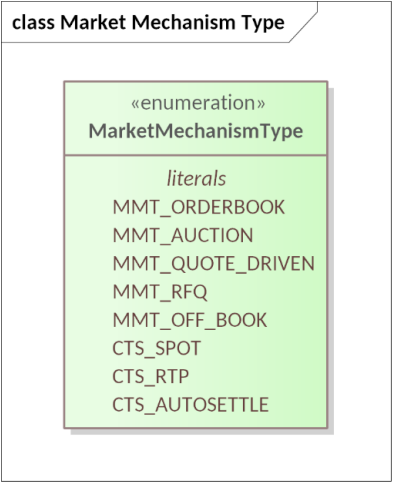 class Market Mechanism Type
«enumeration»
MarketMechanismType
literals
MMT_ORDERBOOK
MMT_AUCTION
MMT_QUOTE_DRIVEN
MMT_RFQ
MMT_OFF_BOOK
CTS_SPOT
CTS_RTP
CTS_AUTOSETTLE